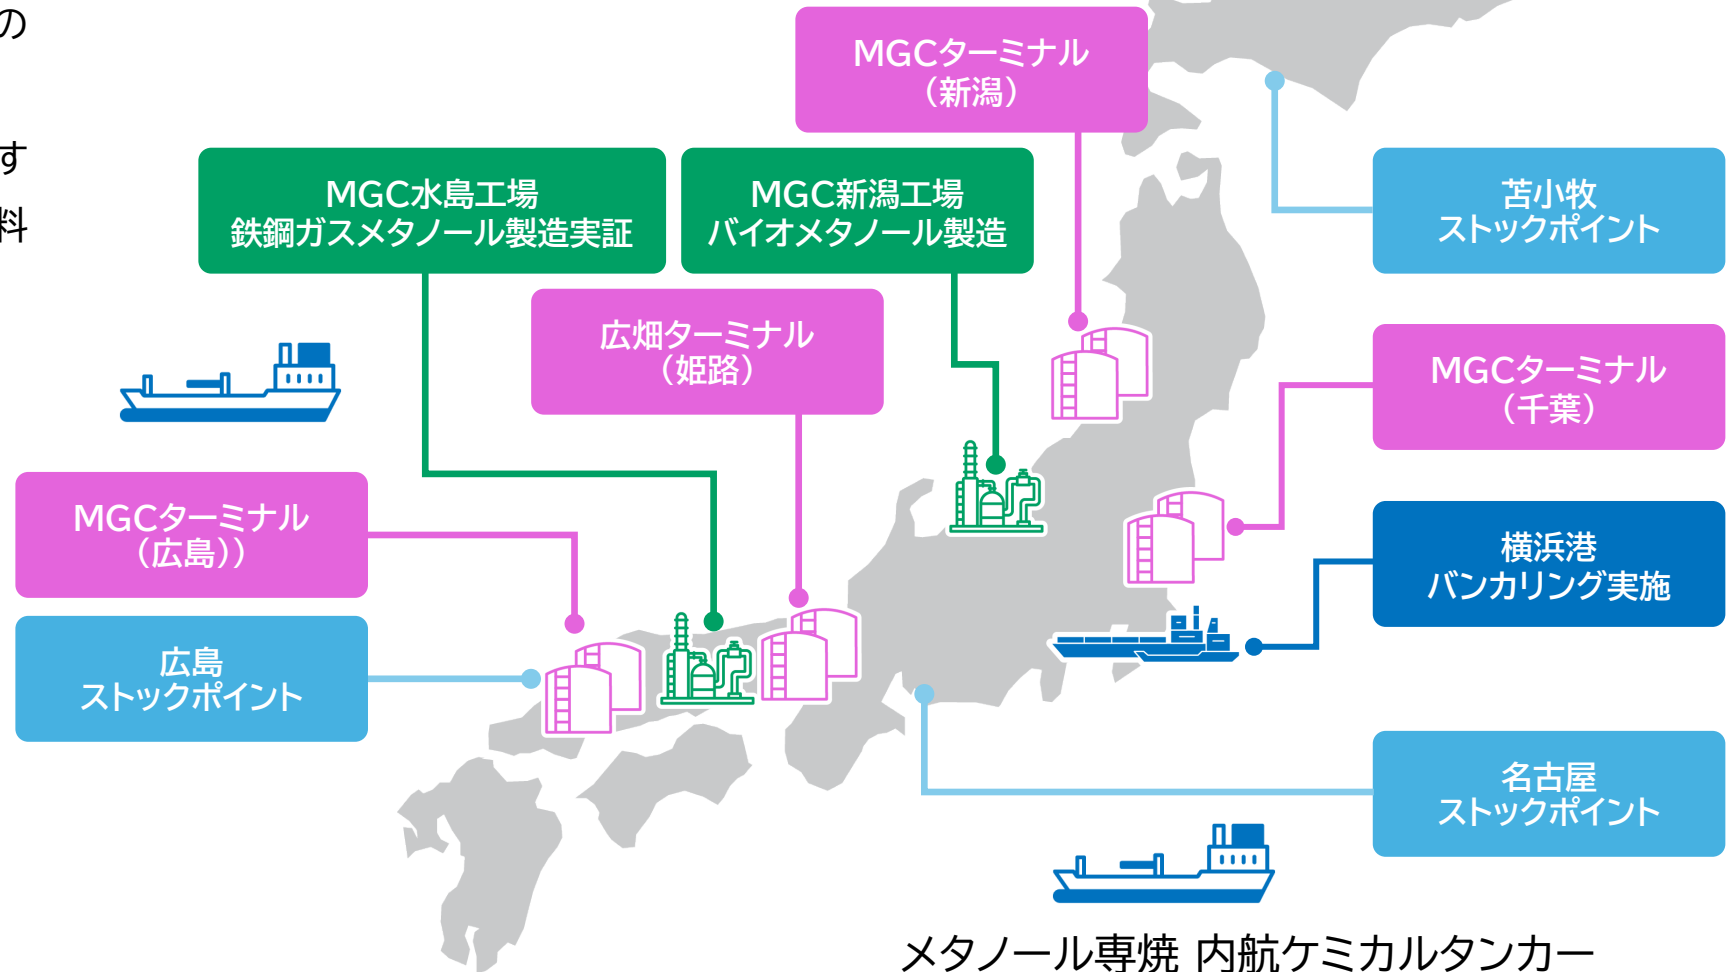 の
す
料
MGCターミナル
（新潟）
MGC水島工場
鉄鋼ガスメタノール製造実証
MGC新潟工場
バイオメタノール製造
苫小牧
ストックポイント
広畑ターミナル
（姫路）
MGCターミナル
（千葉）
MGCターミナル
（広島））
横浜港
バンカリング実施
広島
ストックポイント
名古屋
ストックポイント
メタノール専焼 内航ケミカルタンカー